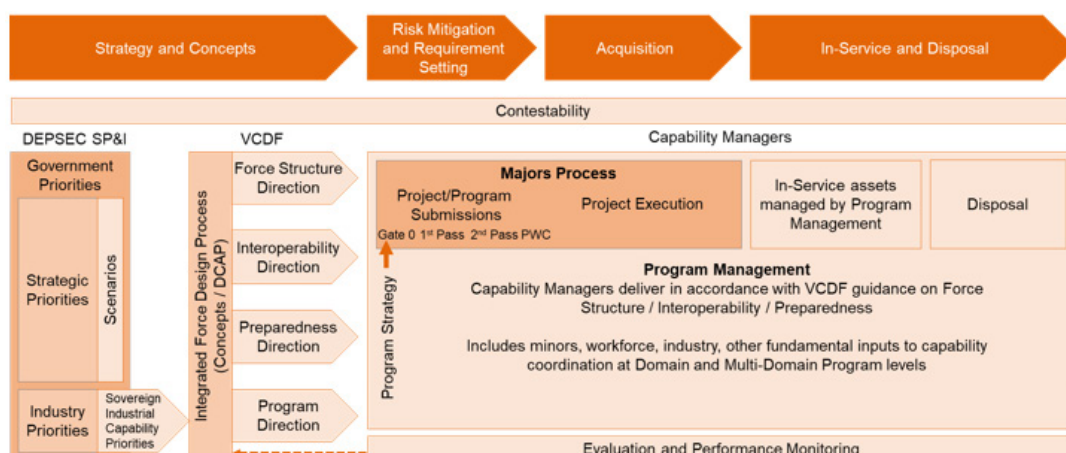 Strategy and Concepts
Risk Mitigation
and Requirement
Setting
Acquisition
In-Service and Disposal
Contestability
DEPSEC SP&I
VCDF
Capability Managers
Government
Priorities
Strategic
Priorities
Scenarios
Industry
Priorities
Sovereign
Industrial
Capability
Priorities
Integrated Force Design Process
(Concepts / DCAP)
Force Structure
Direction
Interoperability
Direction
Preparedness
Direction
Program
Direction
Majors Process
Project/Program
Submissions
Project Execution
Gate 0 1st Pass 2nd Pass PWC
In-Service assets
managed by Program
Management
Disposal
Program Strategy
Program Management
Capability Managers deliver in accordance with VCDF guidance on Force
Structure / Interoperability / Preparedness
Includes minors, workforce, industry, other fundamental inputs to capability
coordination at Domain and Multi-Domain Program levels
Evaluation and Performance Monitoring